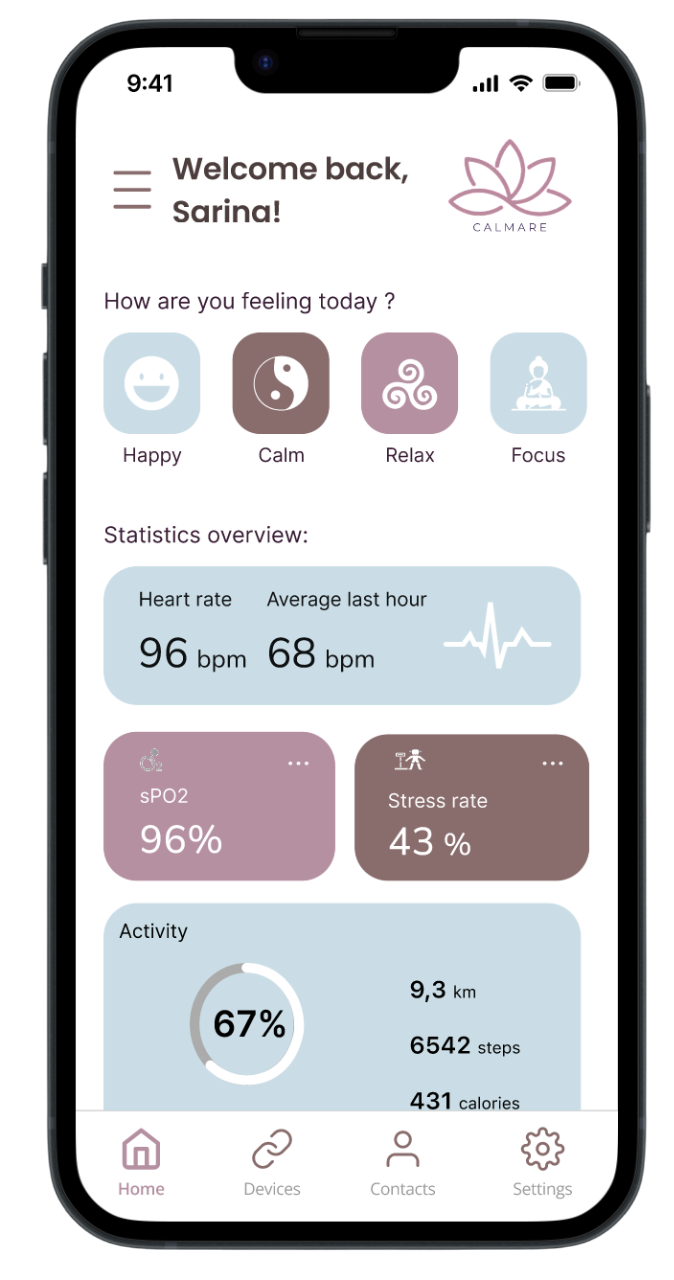 9:41
Welcome back,
Sarina!
CALMARE
How are you feeling today ?
Happy Calm Relax Focus
Statistics overview:
Heart rate Average last hour
96 bpm 68 bpm
sPO2
96%
Stress rate
43 %
Activity
67%
9,3 km
6542 steps
431 calories
Home Devices Contacts Settings